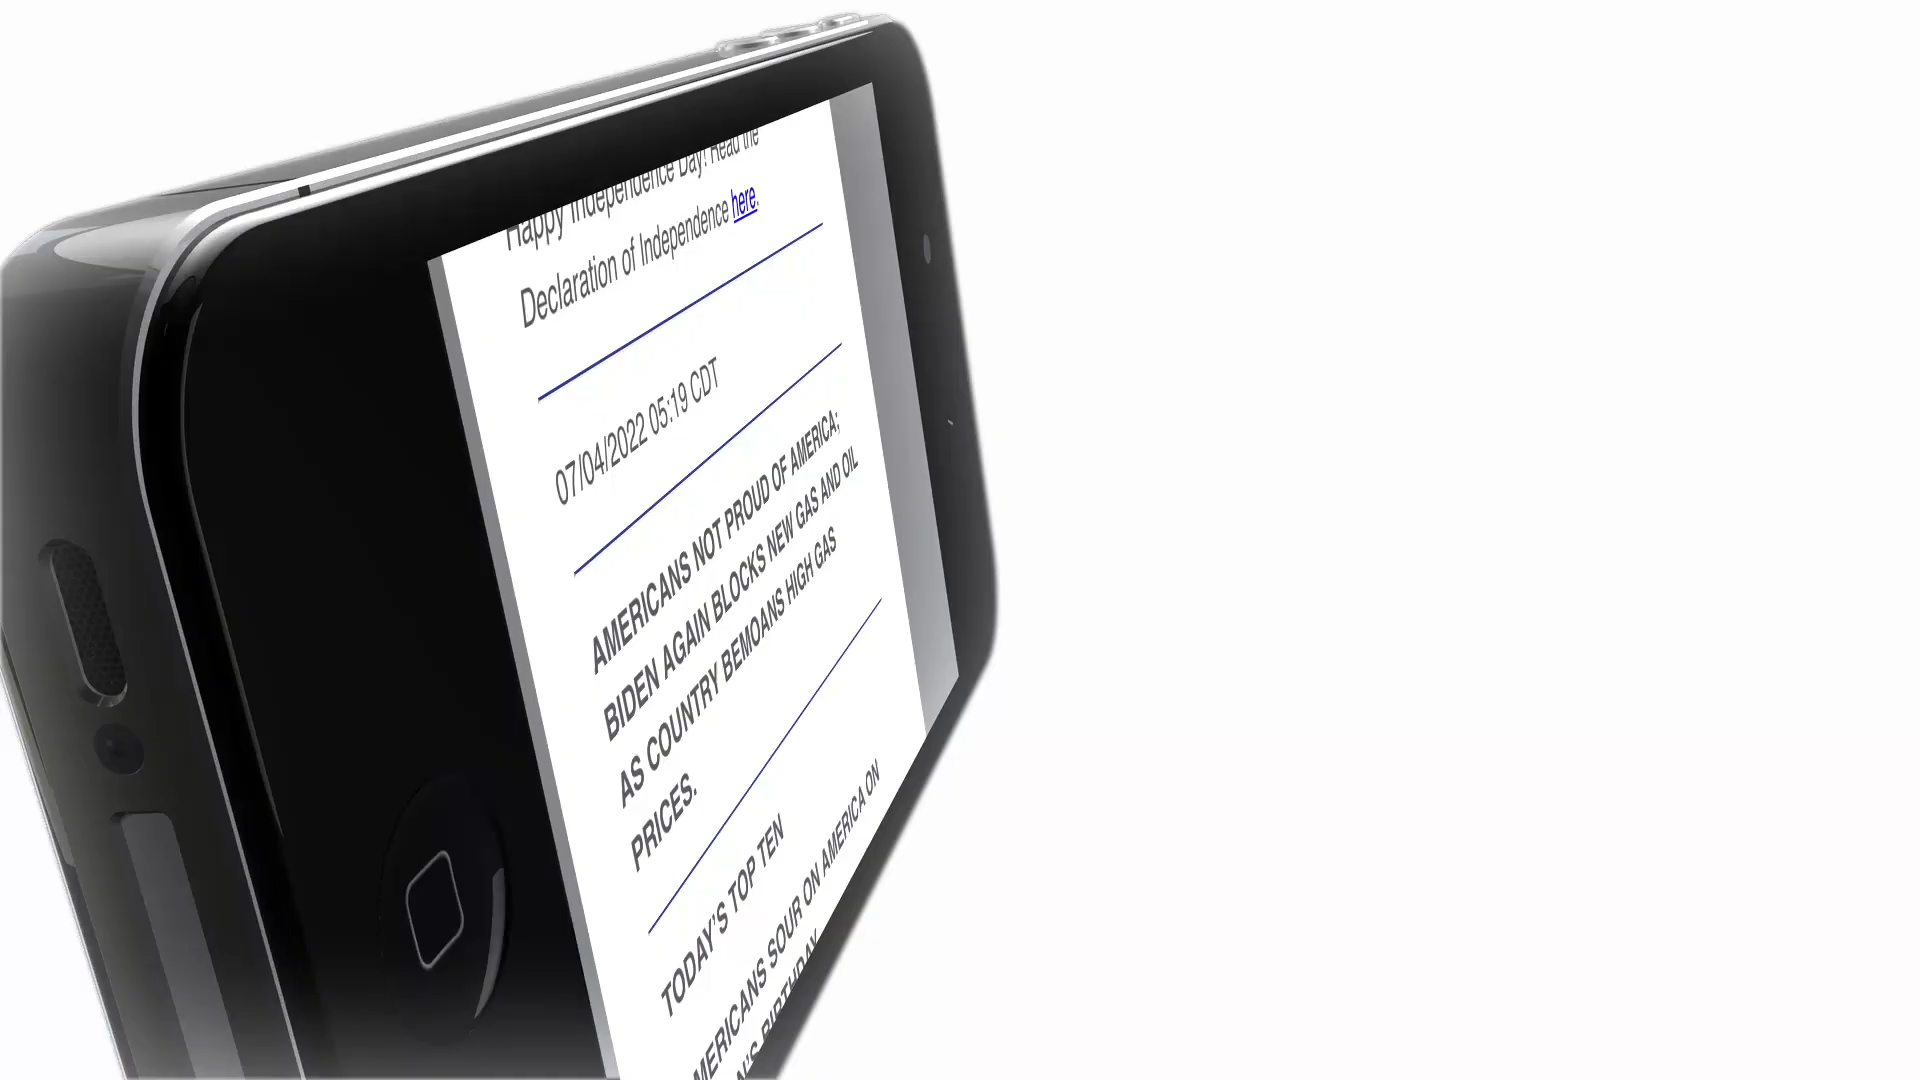 Happy Independence Day! Read the
Declaration of Independence here.
07/04/2022 05:19 CDT
AMERICANS NOT PROUD OF AMERICA;
BIDEN AGAIN BLOCKS NEW GAS AND OIL
AS COUNTRY BEMOANS HIGH GAS
PRICES.
TODAY'S TOP TEN
AMERICANS SOUR ON AMERICA ON
BIRTHDAY